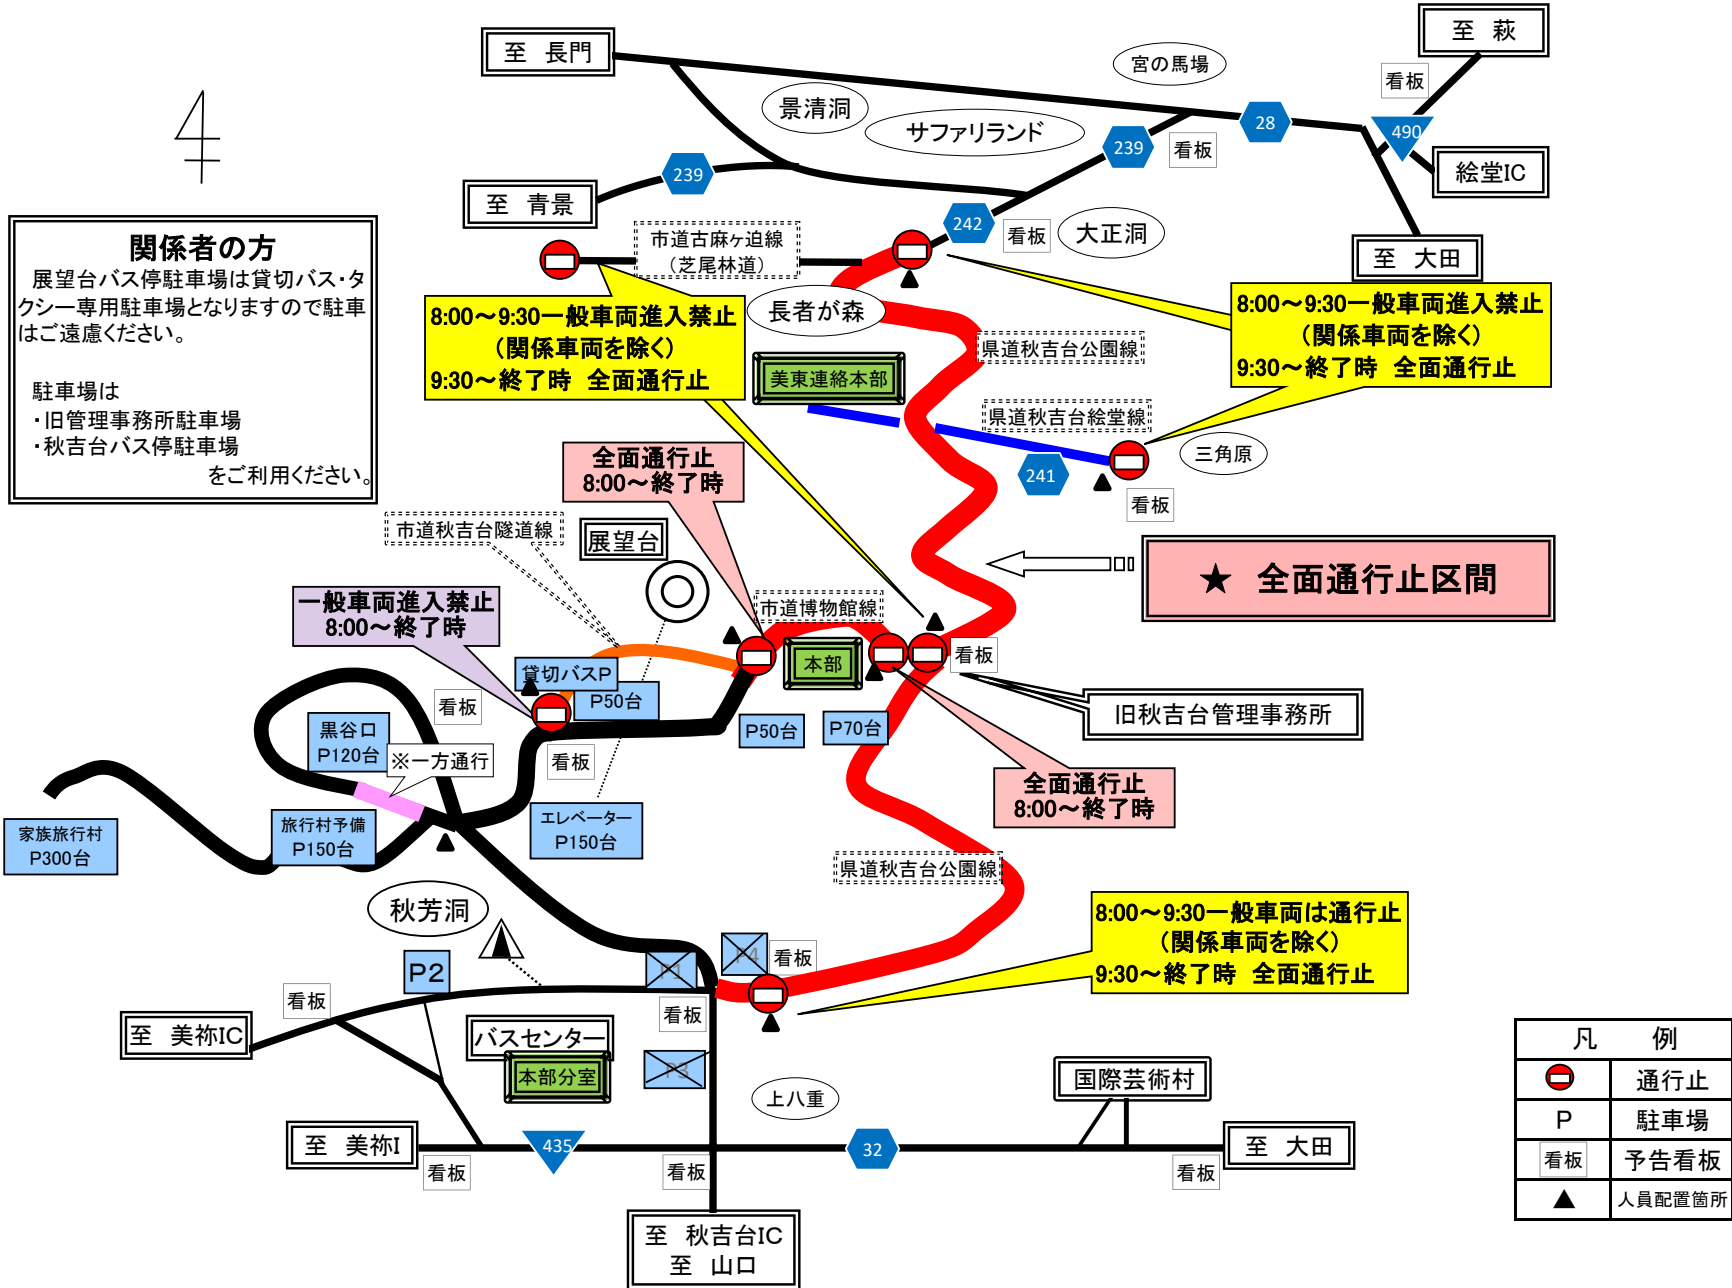 至　長門
宮の馬場
至　萩
看板
景清洞
サファリランド
28
490
239
看板
絵堂IC
239
至　青景
242
看板
大正洞
至　大田
市道古麻ヶ迫線
（芝尾林道）
関係者の方
展望台バス停駐車場は貸切バス・タ
クシー専用駐車場となりますので駐車
はご遠慮ください。
駐車場は
・旧管理事務所駐車場
・秋吉台バス停駐車場
をご利用ください。
8:00～9:30一般車両進入禁止
（関係車両を除く）
9:30～終了時 全面通行止
長者が森
8:00～9:30一般車両進入禁止
（関係車両を除く）
9:30～終了時 全面通行止
県道秋吉台公園線
美東連絡本部
県道秋吉台絵堂線
三角原
241
看板
全面通行止
8:00～終了時
市道秋吉台隧道線
展望台
★ 全面通行止区間
一般車両進入禁止
8:00～終了時
市道博物館線
本部
看板
貸切バスP
P50台
看板
旧秋吉台管理事務所
黒谷口
P120台
※一方通行
看板
P50台
P70台
全面通行止
8:00～終了時
家族旅行村
P300台
旅行村予備
P150台
エレベーター
P150台
県道秋吉台公園線
秋芳洞
8:00～9:30一般車両は通行止
（関係車両を除く）
9:30～終了時 全面通行止
P4
看板
P1
P2
看板
看板
至　美祢IC
バスセンター
本部分室
P3
上八重
国際芸術村
至　美祢I
435
32
至　大田
看板
看板
看板
至　秋吉台IC
至　山口
凡　例
通行止
P
駐車場
看板
予告看板
▲
人員配置箇所